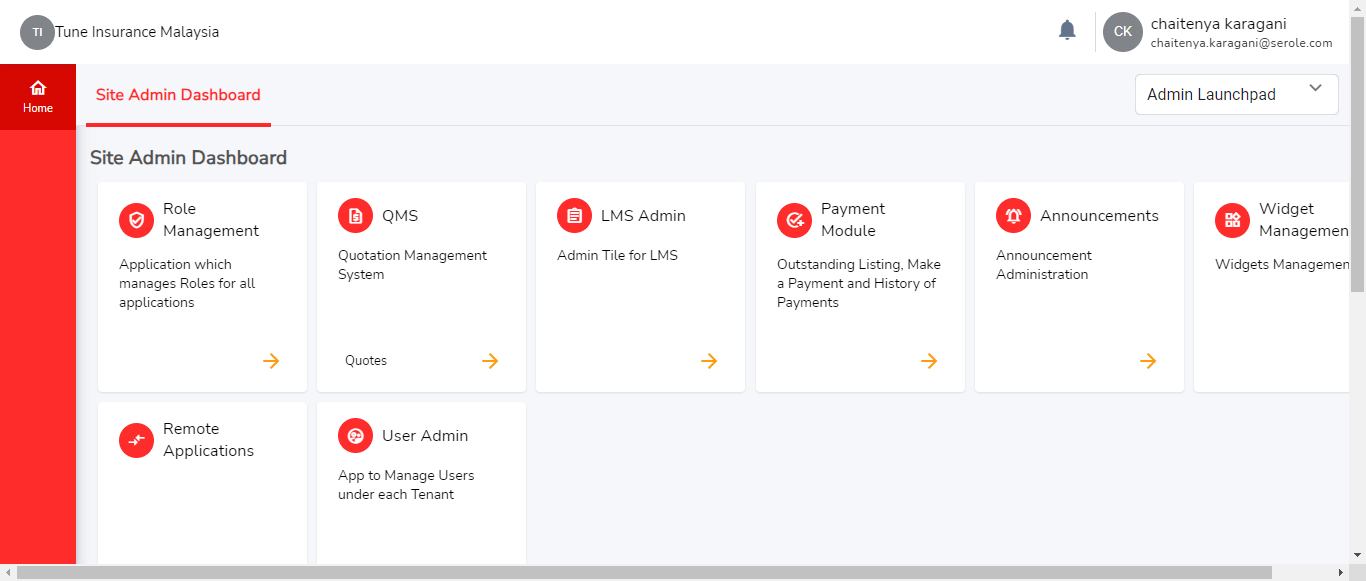 TI Tune Insurance Malaysia
CK chaitenya karagani
chaitenya.karagani@serole.com
Home
Site Admin Dashboard
Admin Launchpad
Site Admin Dashboard
Role
Management
Application which
manages Roles for all
applications
QMS
Quotation Management
System
Quotes
LMS Admin
Admin Tile for LMS
Payment
Module
Outstanding Listing, Make
a Payment and History of
Payments
Announcements
Announcement
Administration
Widget
Managemen
Widgets Managemen
Remote
Applications
User Admin
App to Manage Users
under each Tenant